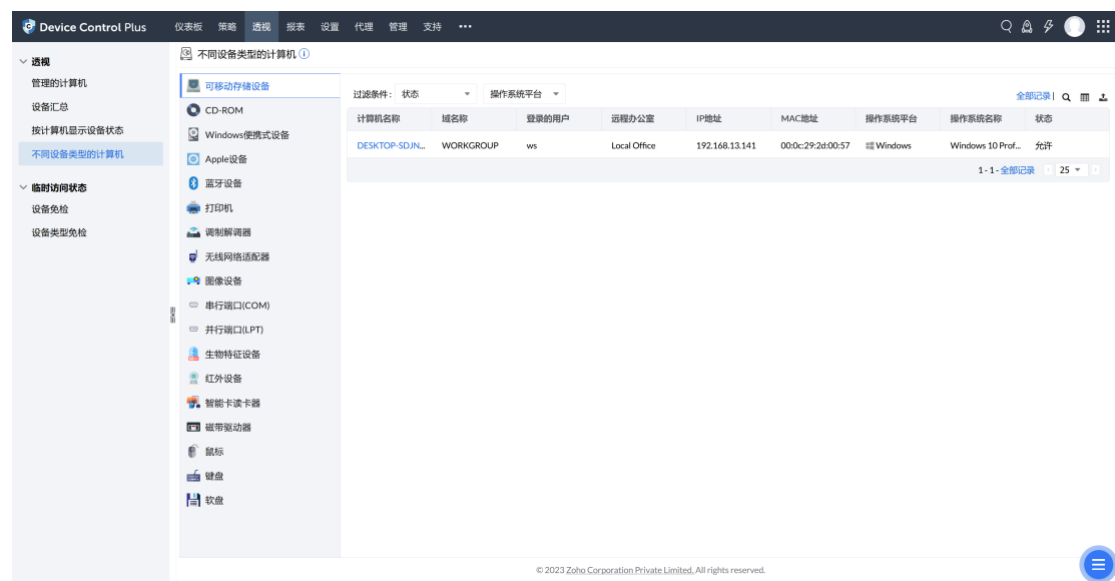 Device Control Plus 仪表板 策略 透视 报表 设置 代理 管理 支持 •••
透视
管理的计算机
设备汇总
按计算机显示设备状态
不同设备类型的计算机
临时访问状态
设备免检
设备类型免检
不同设备类型的计算机
可移动存储设备
CD-ROM
Windows便携式设备
Apple设备
蓝牙设备
打印机
调制解调器
无线网络适配器
图像设备
串行端口(COM)
并行端口(LPT)
生物特征设备
红外设备
智能卡读卡器
磁带驱动器
鼠标
键盘
软盘
过滤条件： 状态 操作系统平台
全部记录|
计算机名称 域名称 登录的用户 远程办公室 IP地址 MAC地址 操作系统平台 操作系统名称 状态
DESKTOP-SDJN... WORKGROUP ws Local Office 192.168.13.141 00:0c:29:2d:00:57 Windows Windows 10 Prof... 允许
1 - 1 - 全部记录 25
© 2023 Zoho Corporation Private Limited. All rights reserved.